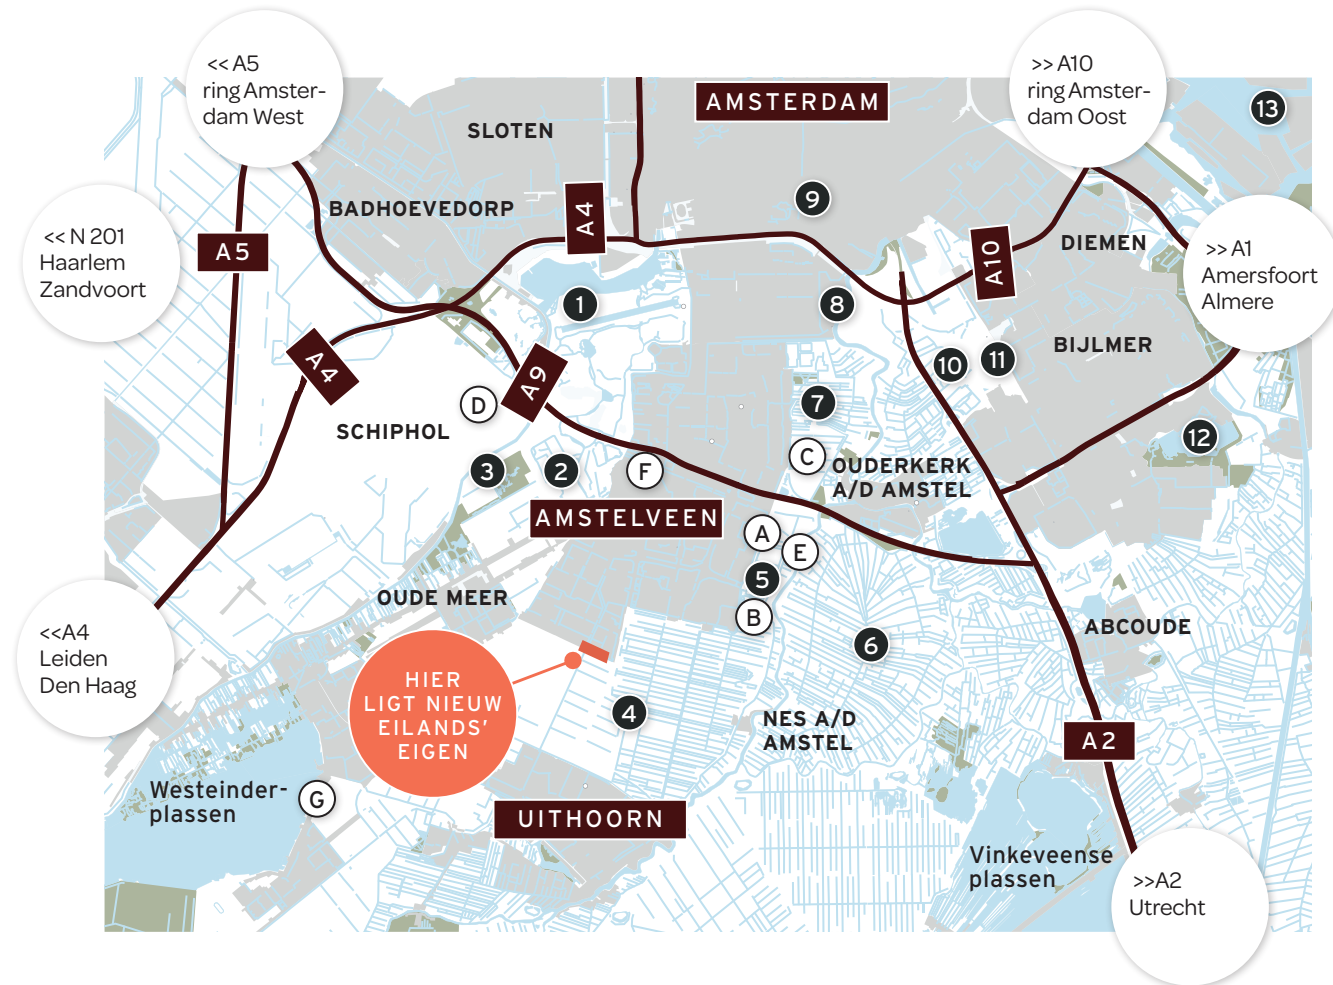 << A5
ring Amster-
dam West
>> A10
ring Amster-
dam Oost
AMSTERDAM
13
SLOTEN
9
BADHOEVEDORP
A4
<< N 201
Haarlem
Zandvoort
A5
A10
DIEMEN
>> A1
Amersfoort
Almere
1
8
BIJLMER
10
11
A4
A9
D
7
SCHIPHOL
12
3
2
F
C
OUDERKERK
A/D AMSTEL
AMSTELVEEN
A
E
5
B
OUDE MEER
ABCOUDE
<<A4
Leiden
Den Haag
6
HIER
LIGT NIEUW
EILANDS'
EIGEN
4
NES A/D
AMSTEL
A2
Westeinder-
plassen
G
UITHOORN
Vinkeveense
plassen
>>A2
Utrecht